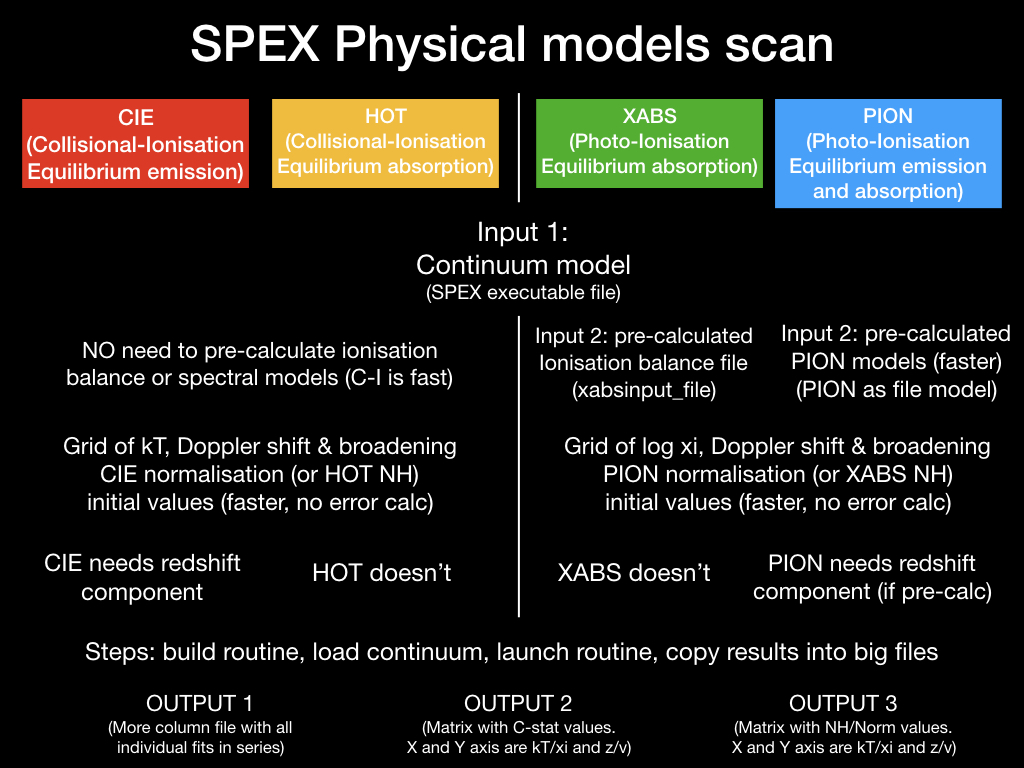 SPEX Physical models scan
CIE
(Collisional-Ionisation
Equilibrium emission)
HOT
(Collisional-Ionisation
Equilibrium absorption)
XABS
(Photo-Ionisation
Equilibrium absorption)
PION
(Photo-Ionisation
Equilibrium emission
and absorption)
Input 1:
Continuum model
(SPEX executable file)
NO need to pre-calculate ionisation
balance or spectral models (C-I is fast)
Input 2: pre-calculated
Ionisation balance file
(xabsinput_file)
Input 2: pre-calculated
PION models (faster)
(PION as file model)
Grid of kT, Doppler shift & broadening
CIE normalisation (or HOT NH)
initial values (faster, no error calc)
Grid of log xi, Doppler shift & broadening
PION normalisation (or XABS NH)
initial values (faster, no error calc)
CIE needs redshift
component
HOT doesn’t
XABS doesn’t
PION needs redshift
component (if pre-calc)
Steps: build routine, load continuum, launch routine, copy results into big files
OUTPUT 1
(More column file with all
individual fits in series)
OUTPUT 2
(Matrix with C-stat values.
X and Y axis are kT/xi and z/v)
OUTPUT 3
(Matrix with NH/Norm values.
X and Y axis are kT/xi and z/v)